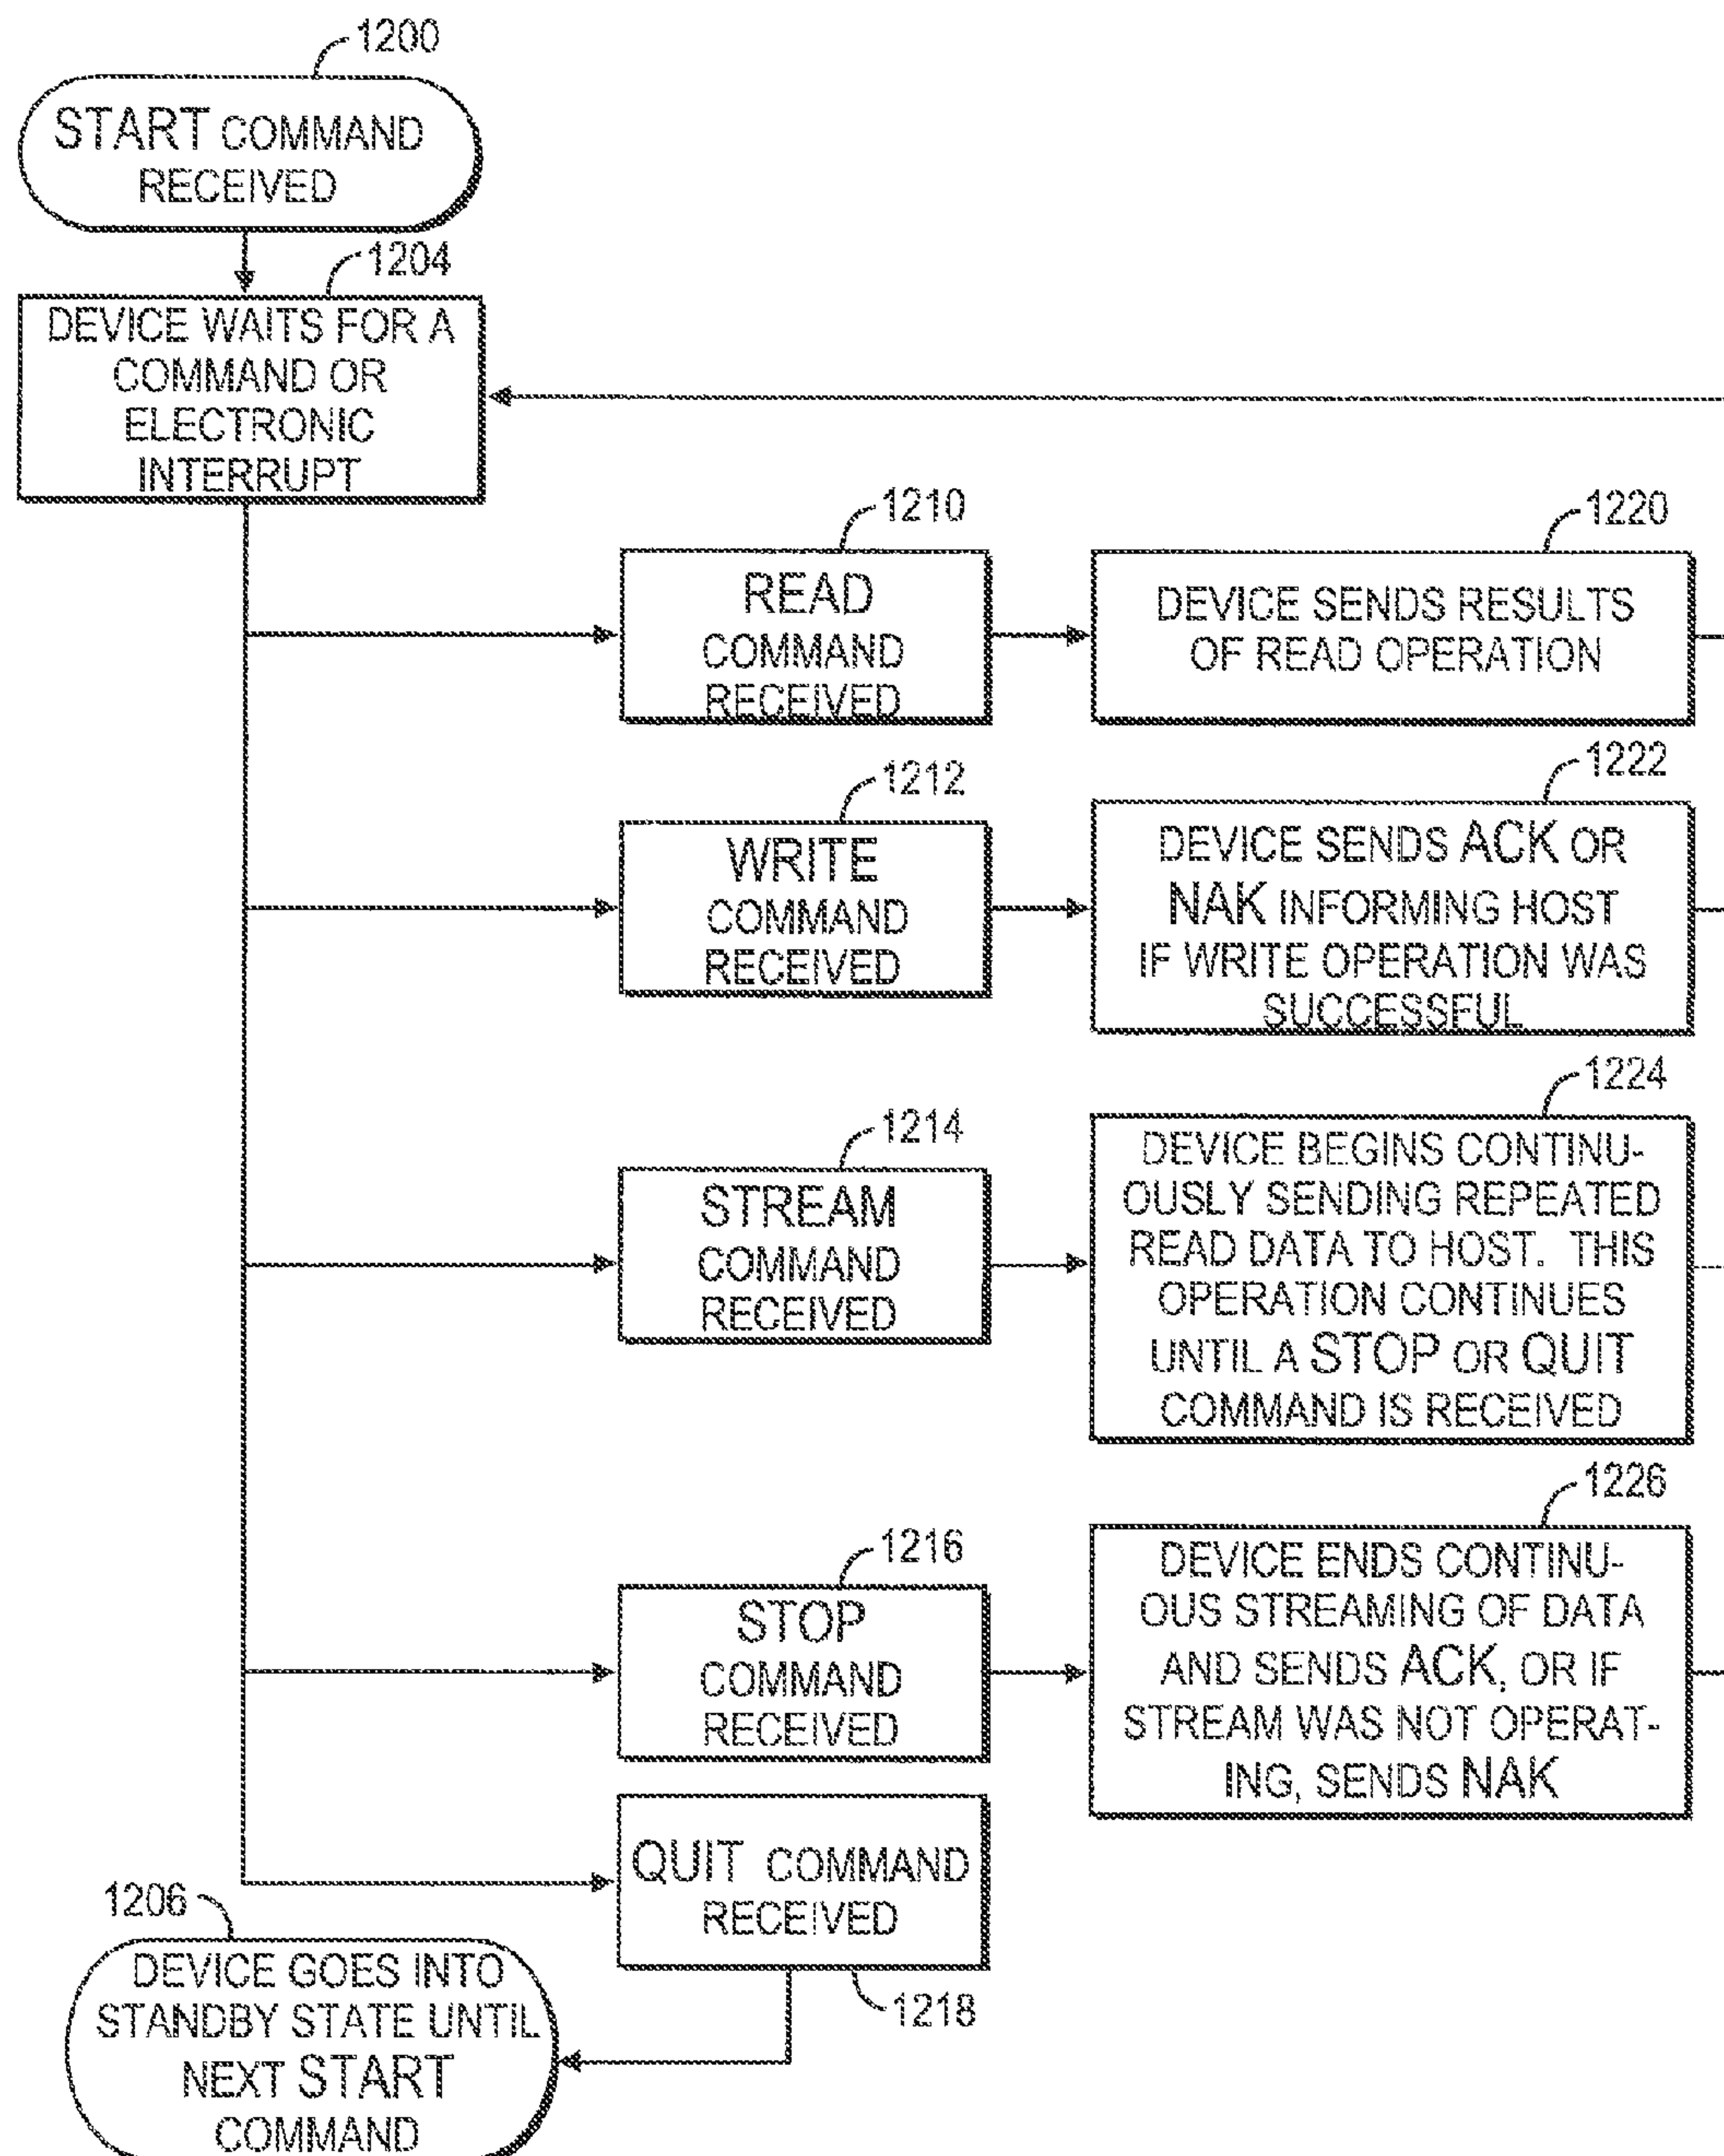 1200
START COMMAND
RECEIVED
1204
DEVICE WAITS FOR A
COMMAND OR
ELECTRONIC
INTERRUPT
1210
READ
COMMAND
RECEIVED
1220
DEVICE SENDS RESULTS
OF READ OPERATION
1212
WRITE
COMMAND
RECEIVED
1222
DEVICE SENDS ACK OR
NAK INFORMING HOST
IF WRITE OPERATION WAS
SUCCESSFUL
1214
STREAM
COMMAND
RECEIVED
1224
DEVICE BEGINS CONTINU-
OUSLY SENDING REPEATED
READ DATA TO HOST. THIS
OPERATION CONTINUES
UNTIL A STOP OR QUIT
COMMAND IS RECEIVED
1216
STOP
COMMAND
RECEIVED
1226
DEVICE ENDS CONTINU-
OUS STREAMING OF DATA
AND SENDS ACK, OR IF
STREAM WAS NOT OPERAT-
ING, SENDS NAK
QUIT COMMAND
RECEIVED
1218
1206
DEVICE GOES INTO
STANDBY STATE UNTIL
NEXT START
COMMAND